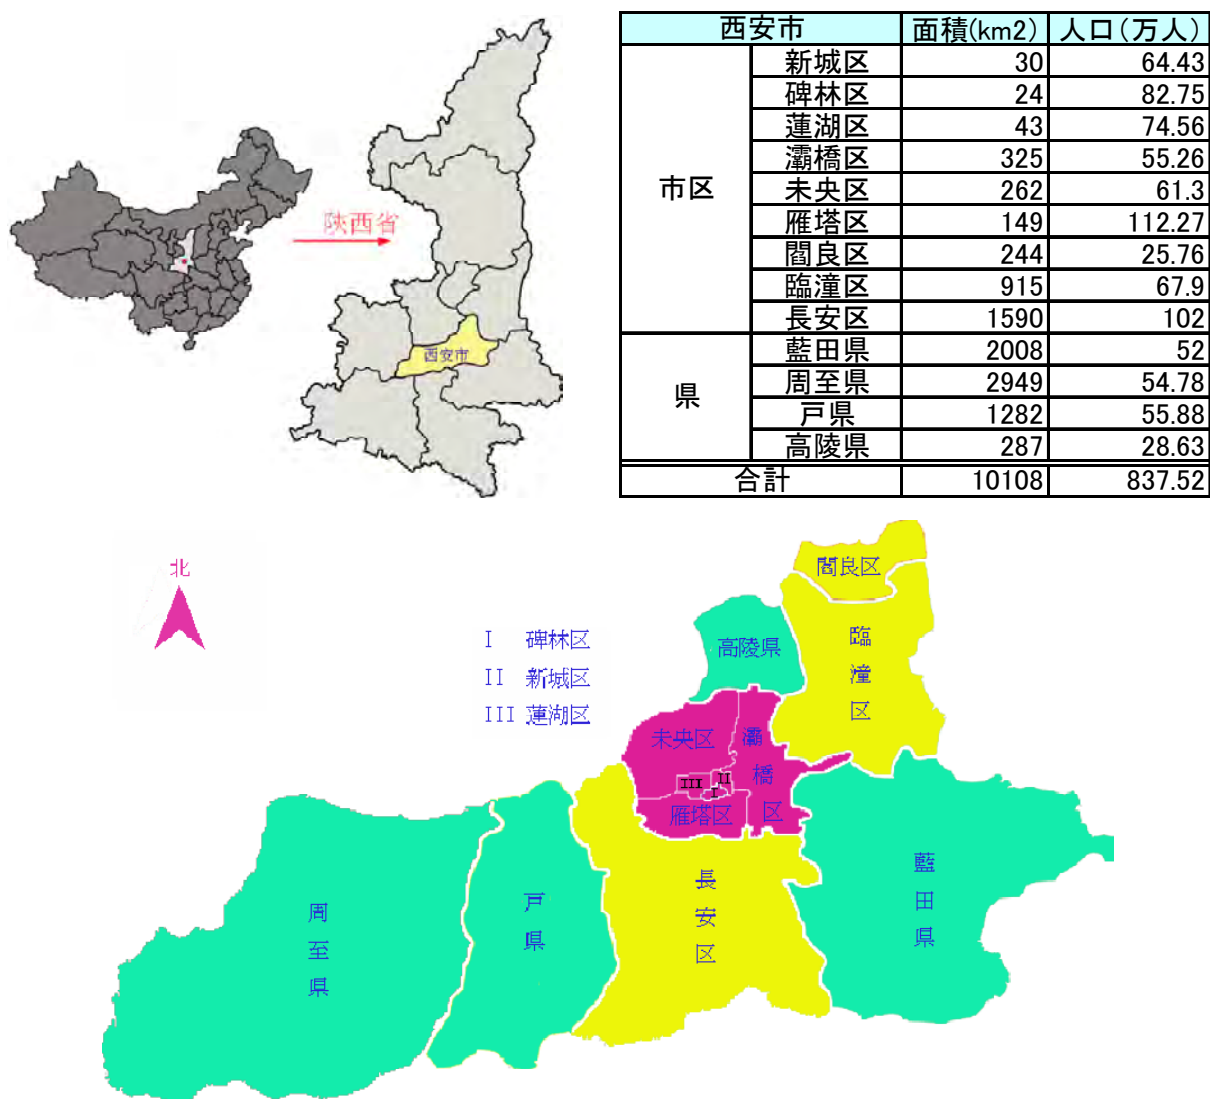 陝西省
西安市
西安市 面積(km2) 人口(万人)
市区
新城区 30 64.43
碑林区 24 82.75
蓮湖区 43 74.56
灞橋区 325 55.26
未央区 262 61.3
雁塔区 149 112.27
閻良区 244 25.76
臨潼区 915 67.9
長安区 1590 102
県
藍田県 2008 52
周至県 2949 54.78
戸県 1282 55.88
高陵県 287 28.63
合計 10108 837.52
北
I 碑林区
II 新城区
III 蓮湖区
閻良区
高陵県
臨潼区
未央区
灞橋区
III
II
I
雁塔区
長安区
藍田県
戸県
周至県